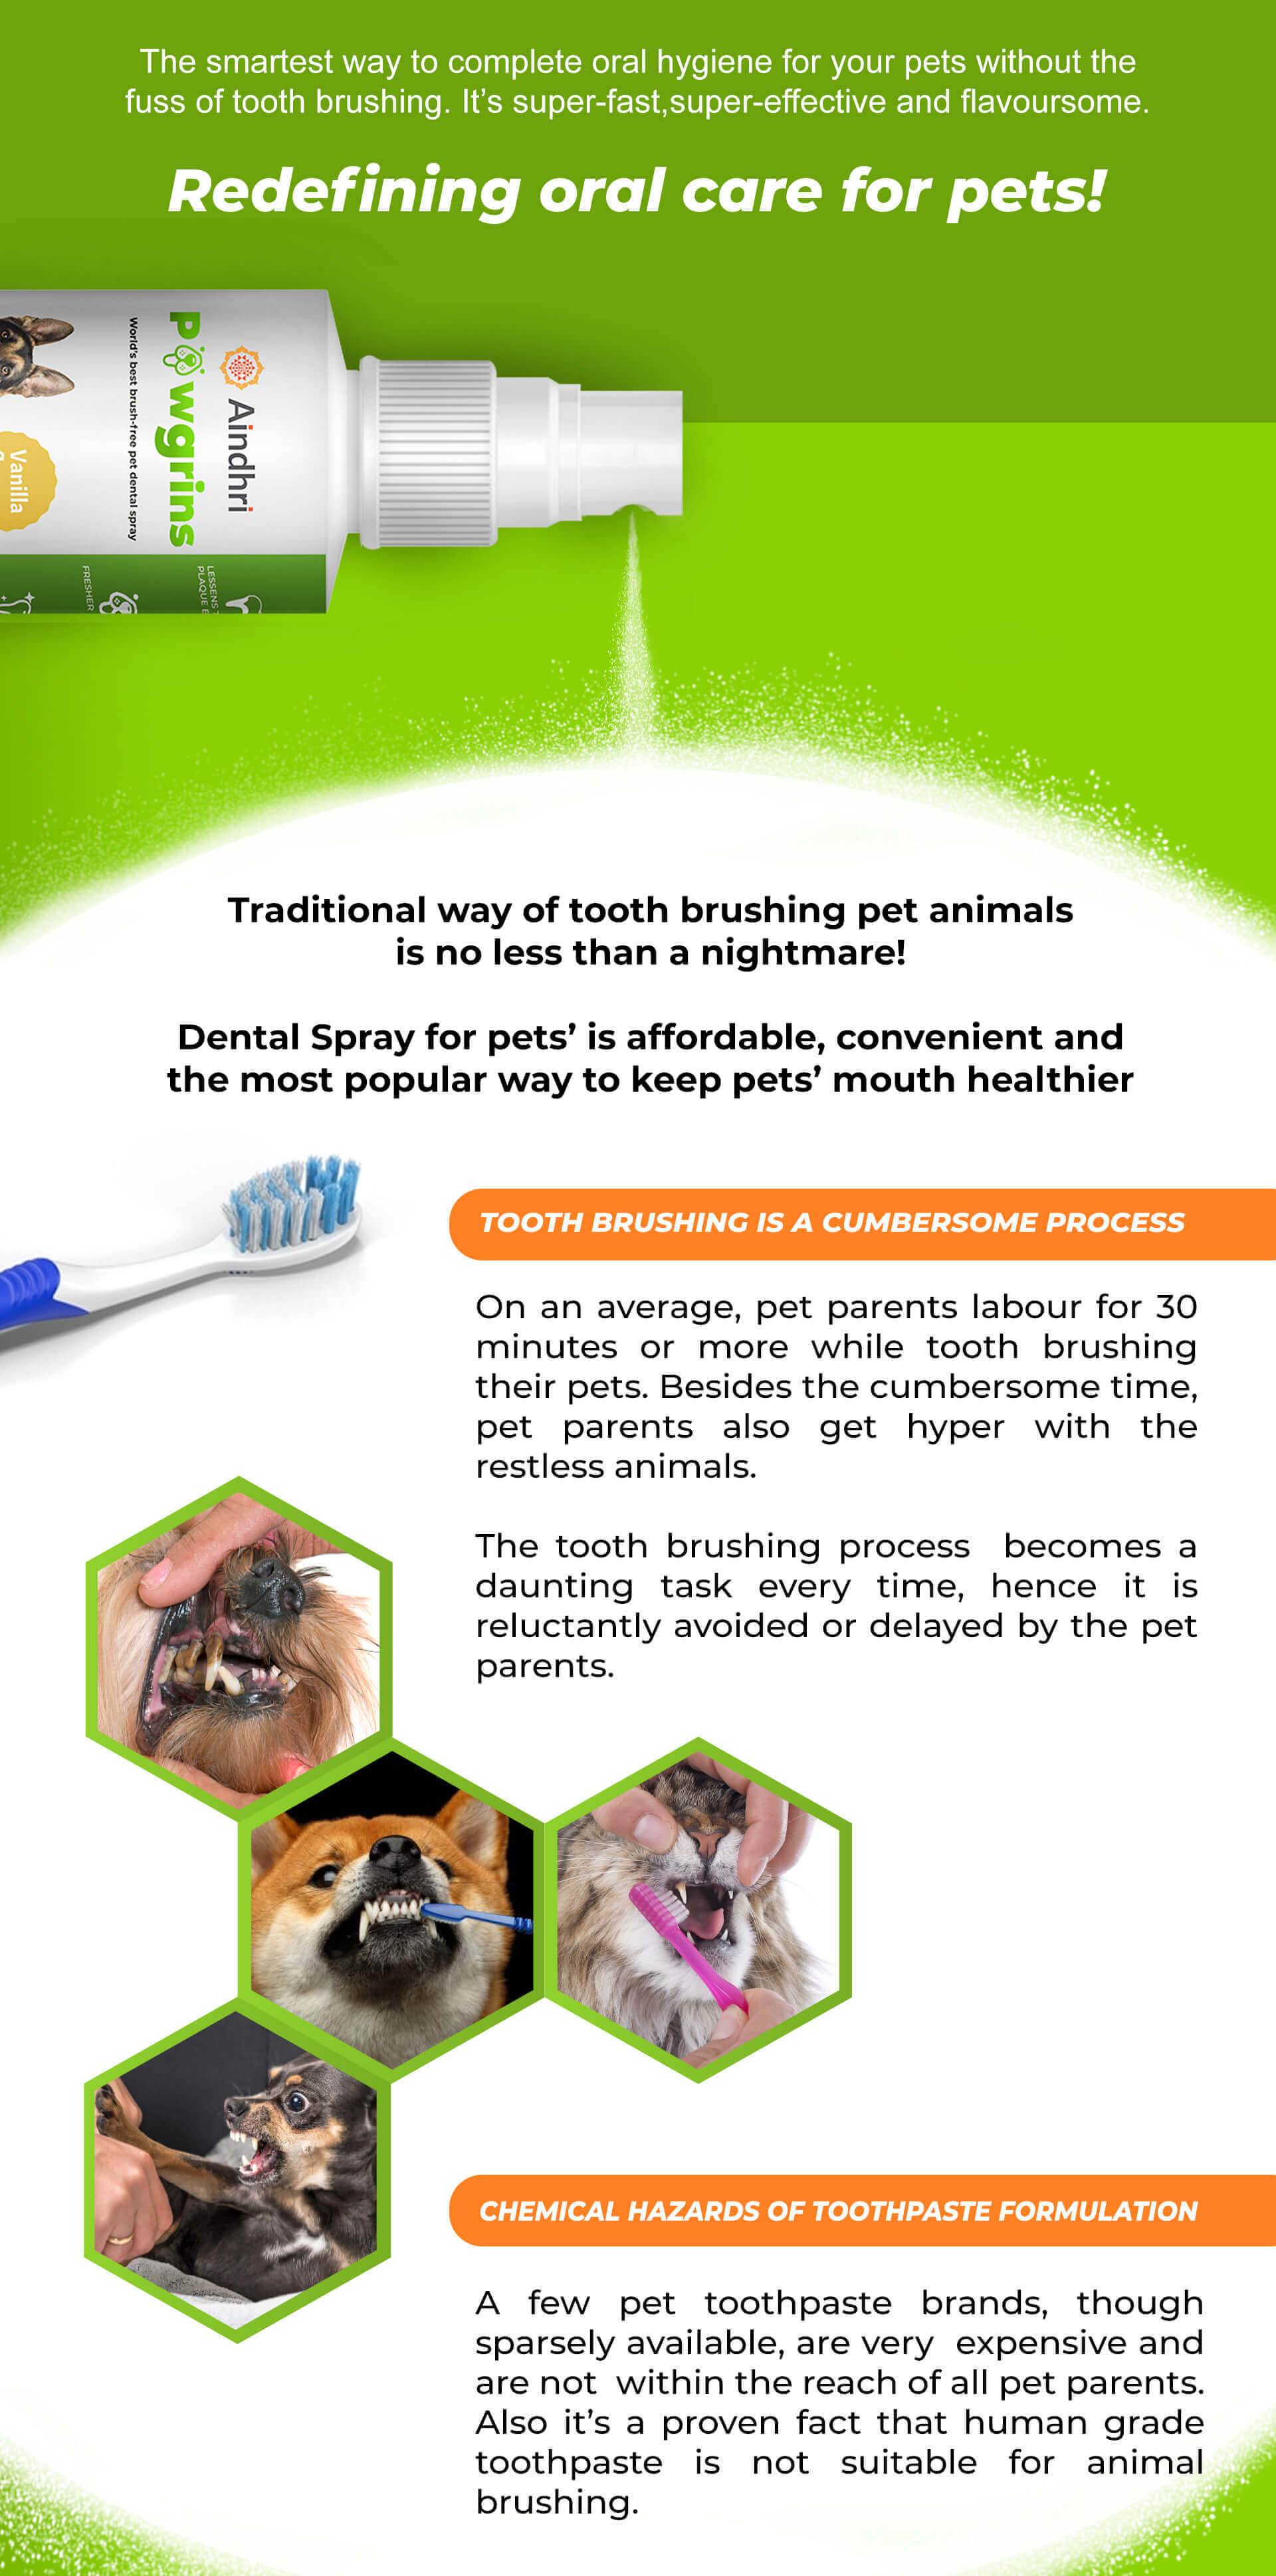 The smartest way to complete oral hygiene for your pets without the
fuss of tooth brushing. It's super-fast,super-effective and flavoursome.
Redefining oral care for pets!
Aindhri
pawgrins
World's best brush-free pet dental spray
Vanilla
LESSENS
PLAQUE
FRESHER
Traditional way of tooth brushing pet animals
is no less than a nightmare!
Dental Spray for pets' is affordable, convenient and
the most popular way to keep pets' mouth healthier
TOOTH BRUSHING IS A CUMBERSOME PROCESS
On an average, pet parents labour for 30
minutes or more while tooth brushing
their pets. Besides the cumbersome time,
pet parents also get hyper with the
restless animals.
The tooth brushing process becomes a
daunting task every time, hence it is
reluctantly avoided or delayed by the pet
parents.
CHEMICAL HAZARDS OF TOOTHPASTE FORMULATION
A few pet toothpaste brands, though
sparsely available, are very expensive and
are not within the reach of all pet parents.
Also it's a proven fact that human grade
toothpaste is not suitable for animal
brushing.